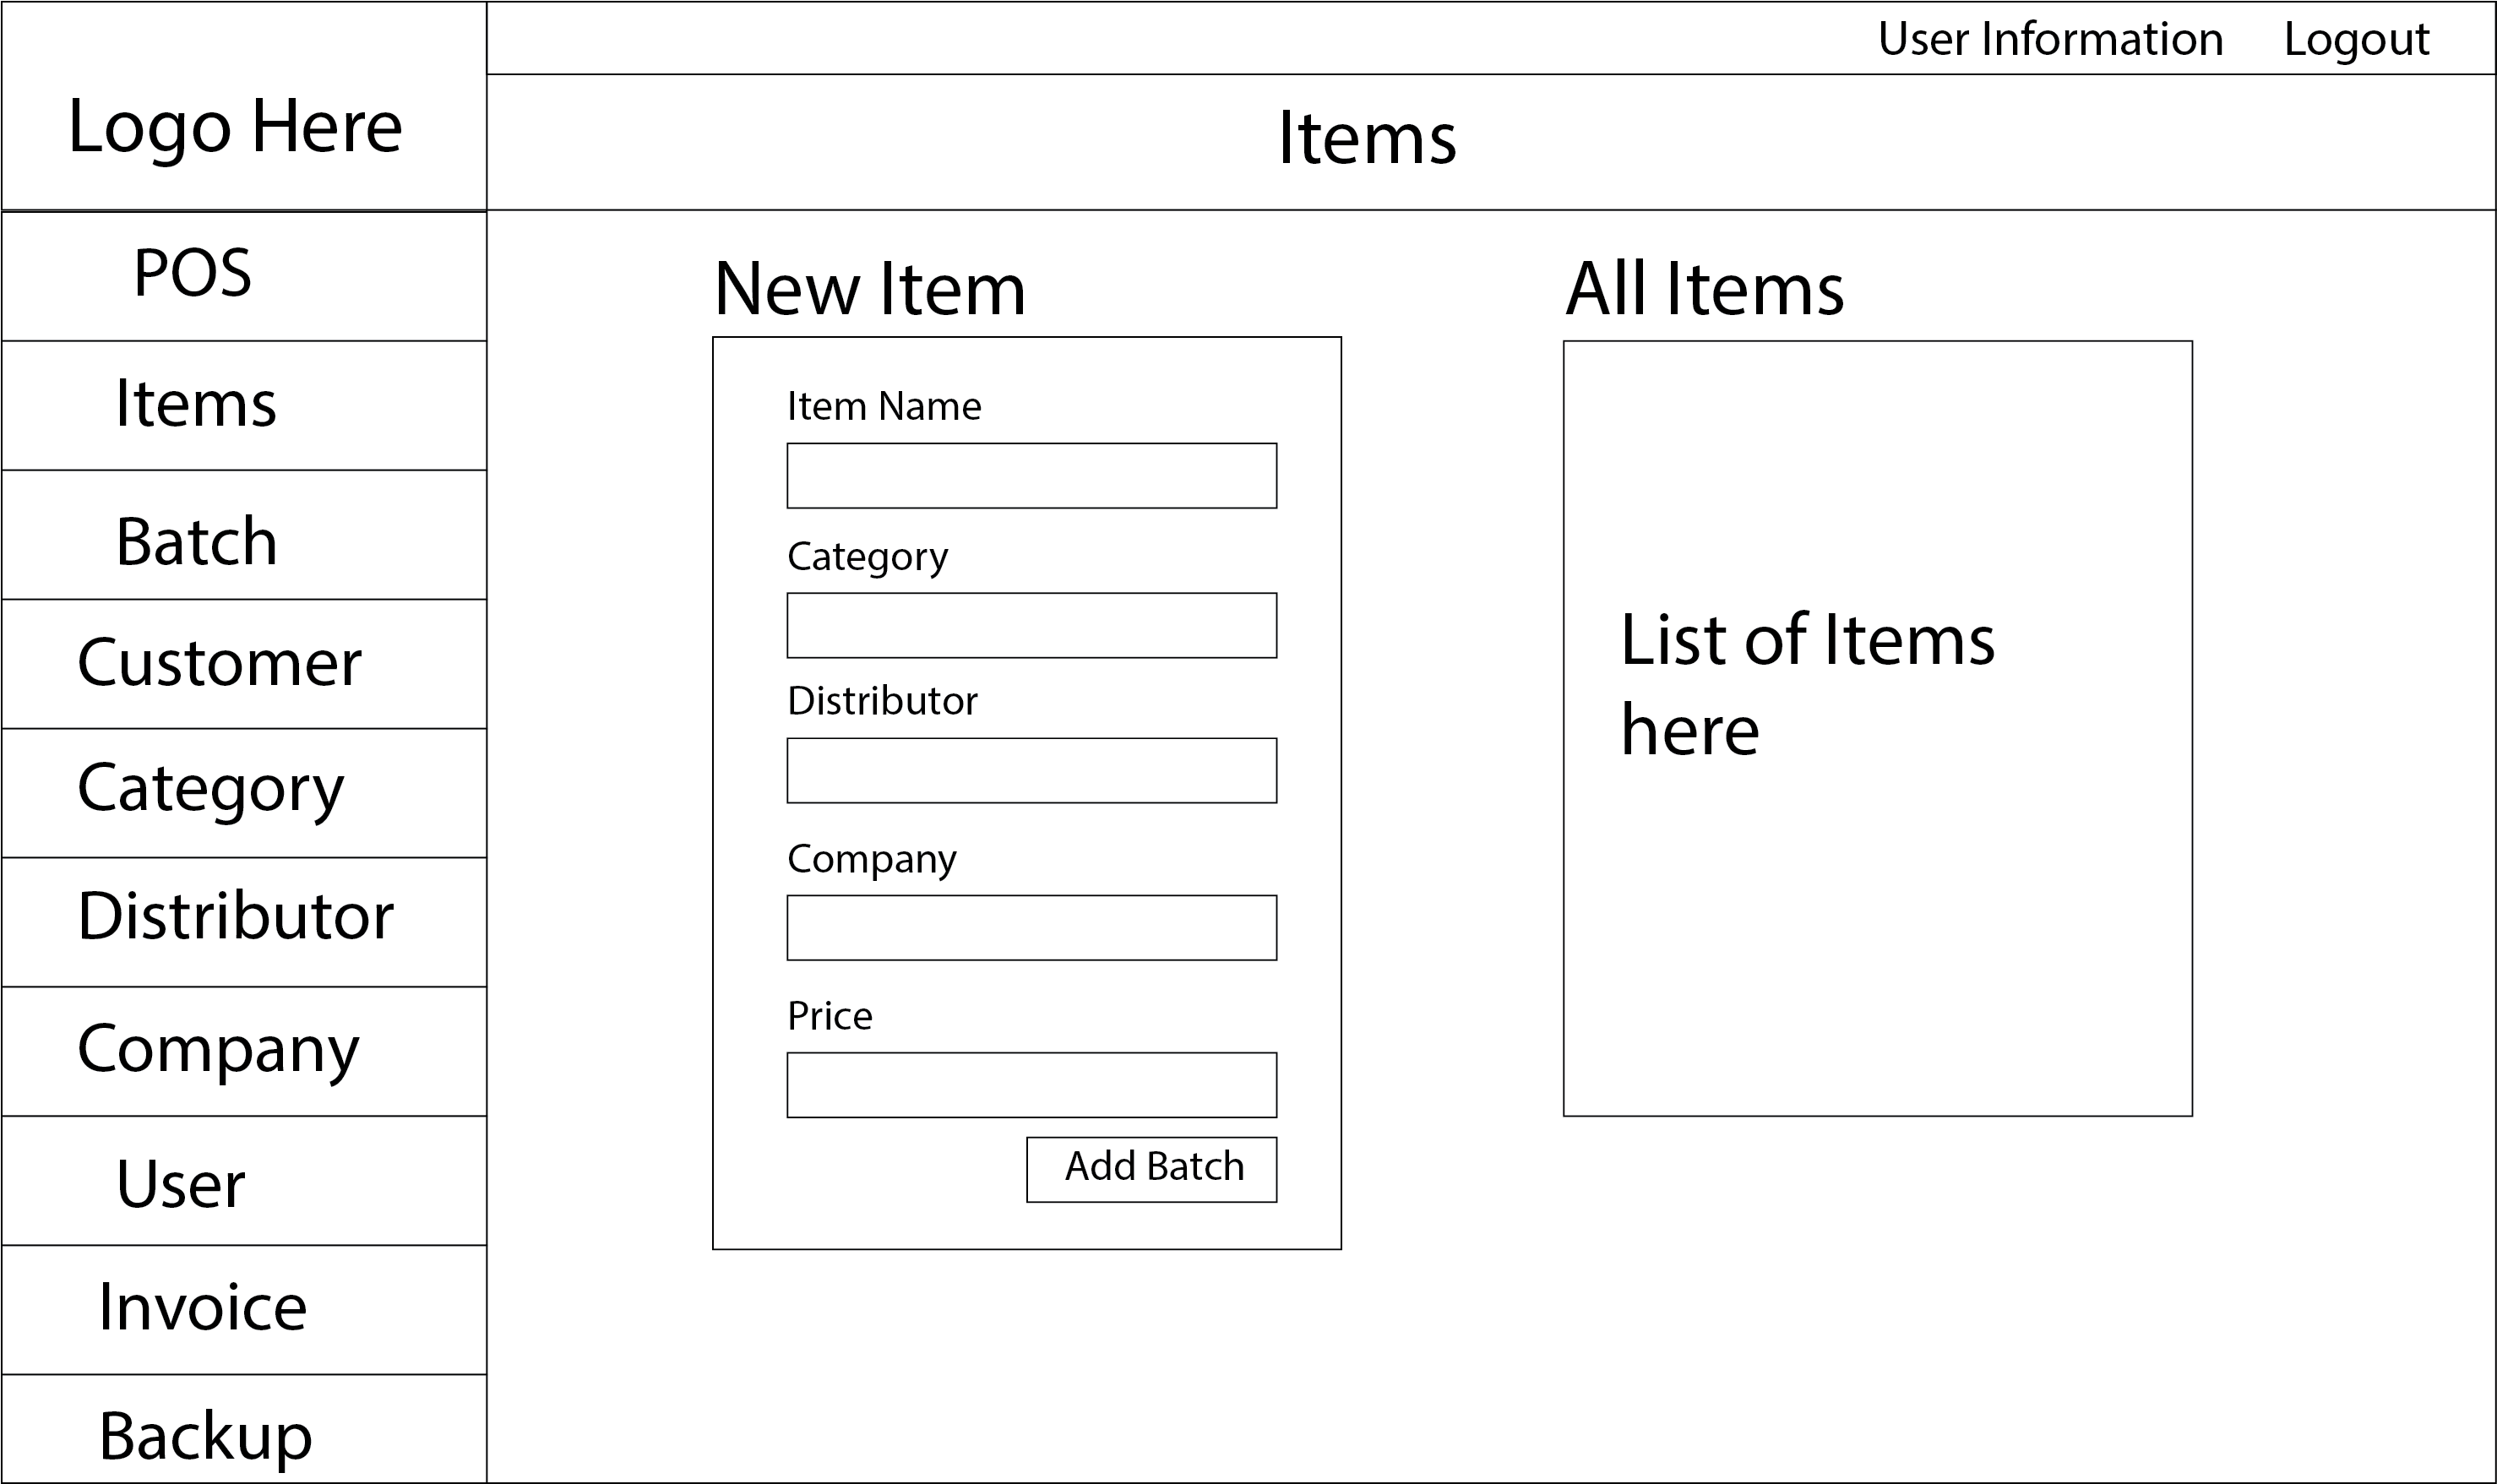 User Information
Logout
Logo Here
Items
POS
Items
Batch
Customer
Category
Distributor
Company
User
Invoice
Backup
New Item
Item Name
Category
Distributor
Company
Price
Add Batch
All Items
List of Items
here